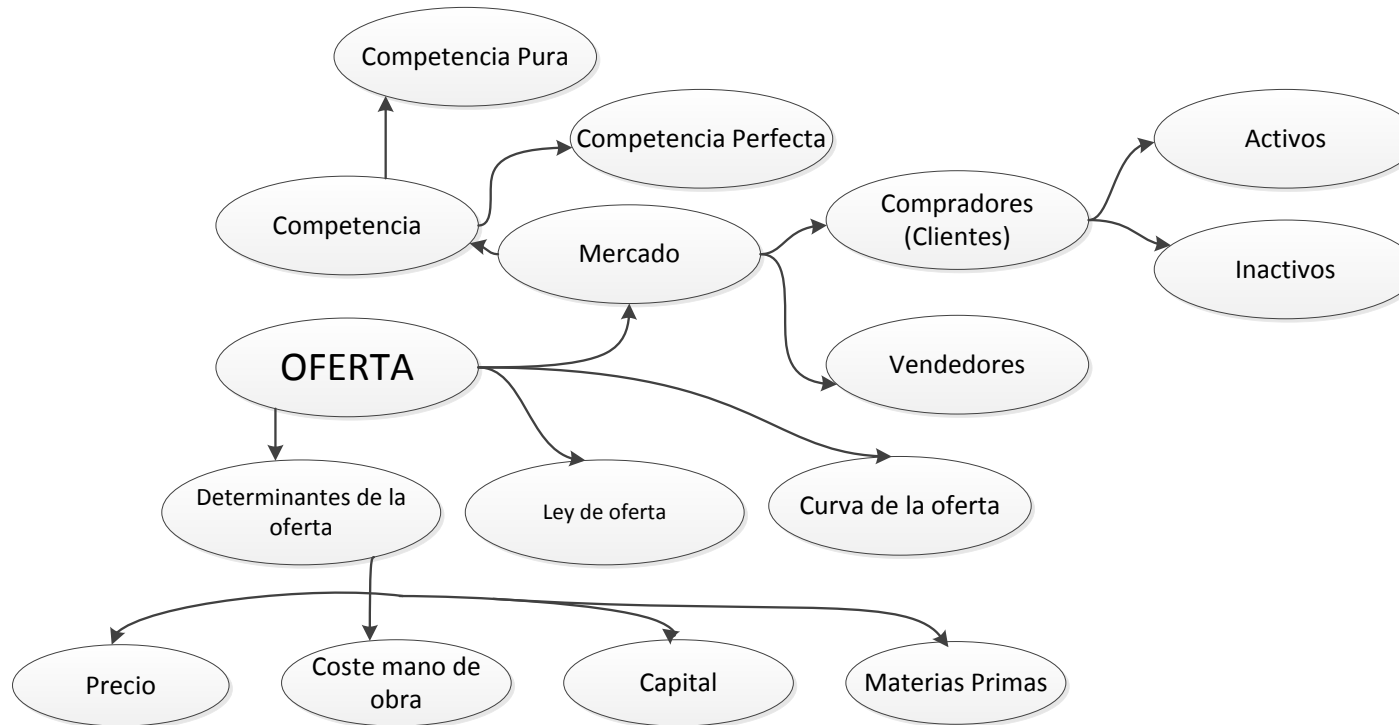 Competencia Pura
Competencia Perfecta
Activos
Competencia
Compradores
(Clientes)
Mercado
Inactivos
OFERTA
Vendedores
Determinantes de la
oferta
Ley de oferta
Curva de la oferta
Precio
Coste mano de
obra
Capital
Materias Primas